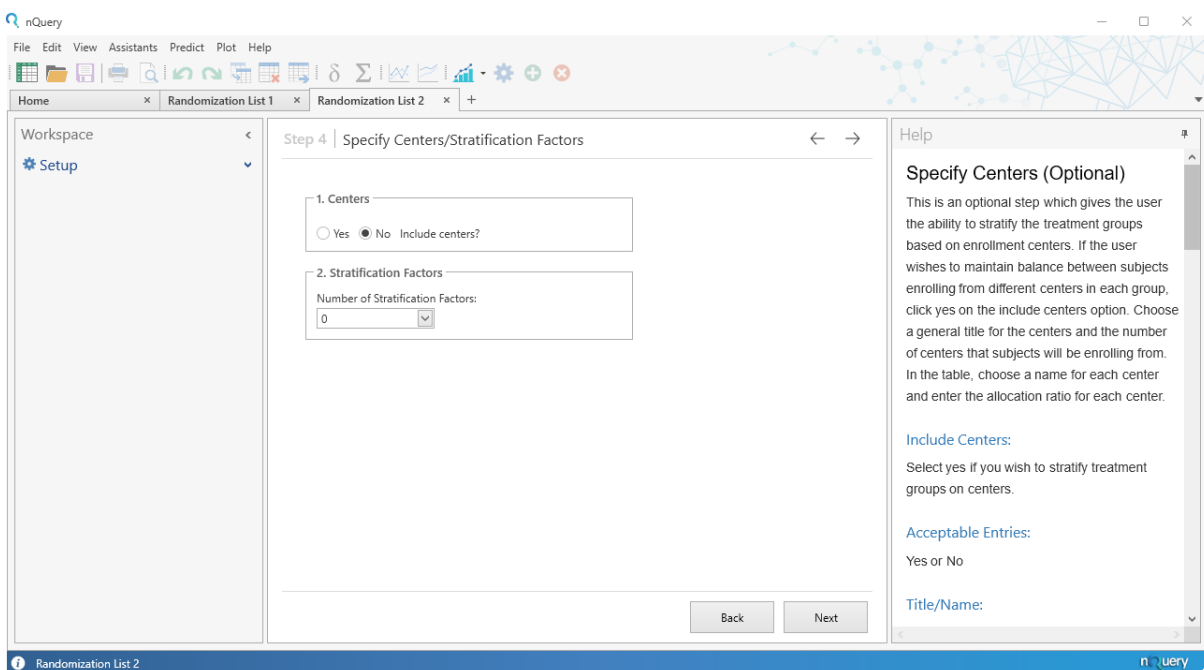 nQuery
File Edit View Assistants Predict Plot Help
Home × Randomization List 1 × Randomization List 2 × +
Workspace
Setup
Step 4 | Specify Centers/Stratification Factors
1. Centers
Yes No Include centers?
2. Stratification Factors
Number of Stratification Factors:
0
Back Next
Help
Specify Centers (Optional)
This is an optional step which gives the user
the ability to stratify the treatment groups
based on enrollment centers. If the user
wishes to maintain balance between subjects
enrolling from different centers in each group,
click yes on the include centers option. Choose
a general title for the centers and the number
of centers that subjects will be enrolling from.
In the table, choose a name for each center
and enter the allocation ratio for each center.
Include Centers:
Select yes if you wish to stratify treatment
groups on centers.
Acceptable Entries:
Yes or No
Title/Name:
Randomization List 2
nQuery